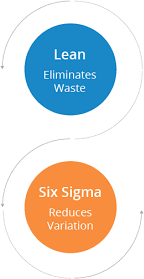 Lean
Eliminates
Waste
Six Sigma
Reduces
Variation